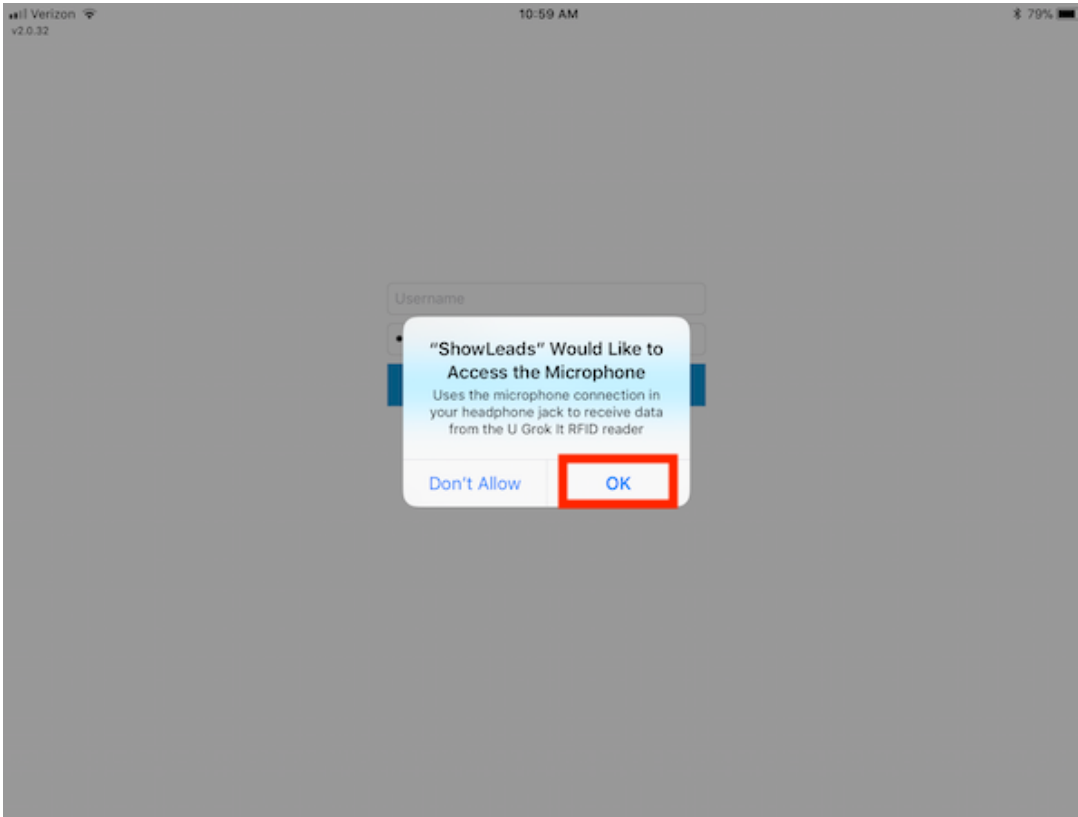 Verizon 10:59 AM 79%
v2.0.32
Username
"ShowLeads" Would Like to
Access the Microphone
Uses the microphone connection in
your headphone jack to receive data
from the U Grok It RFID reader
Don't Allow OK